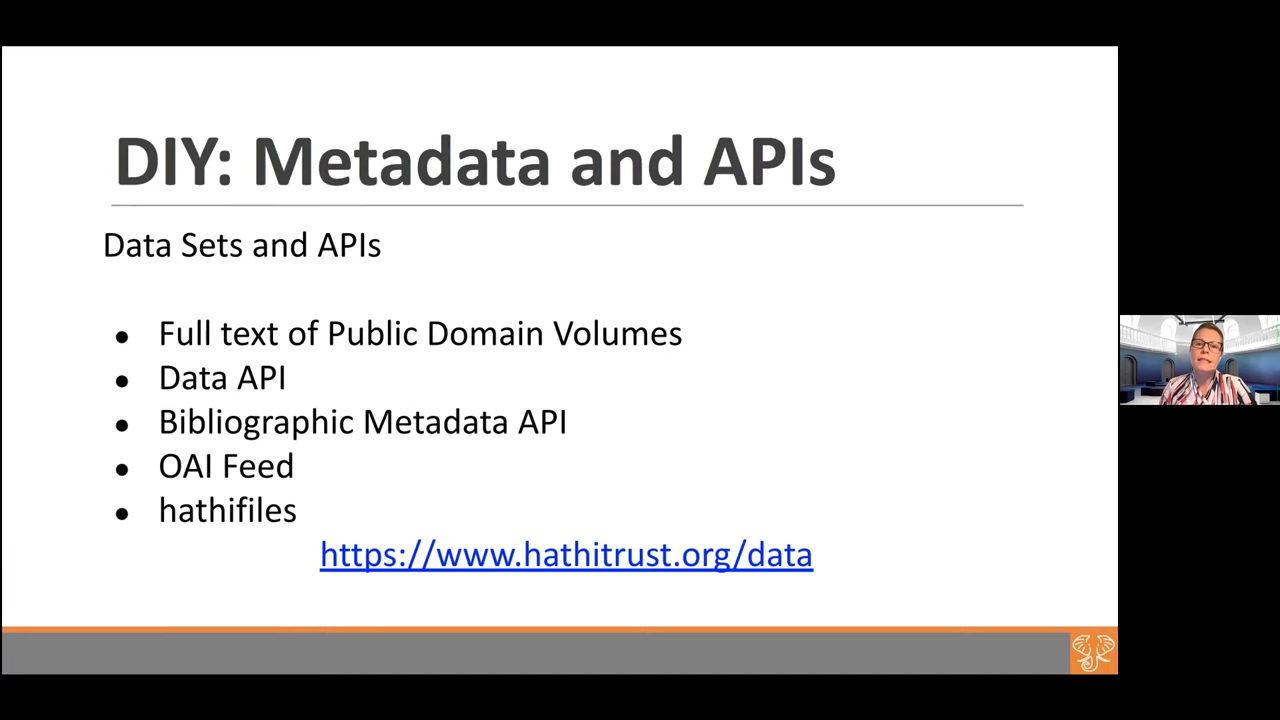 DIY: Metadata and APIs
Data Sets and APIs
● Full text of Public Domain Volumes
● Data API
● Bibliographic Metadata API
● OAI Feed
● hathifiles
https://www.hathitrust.org/data